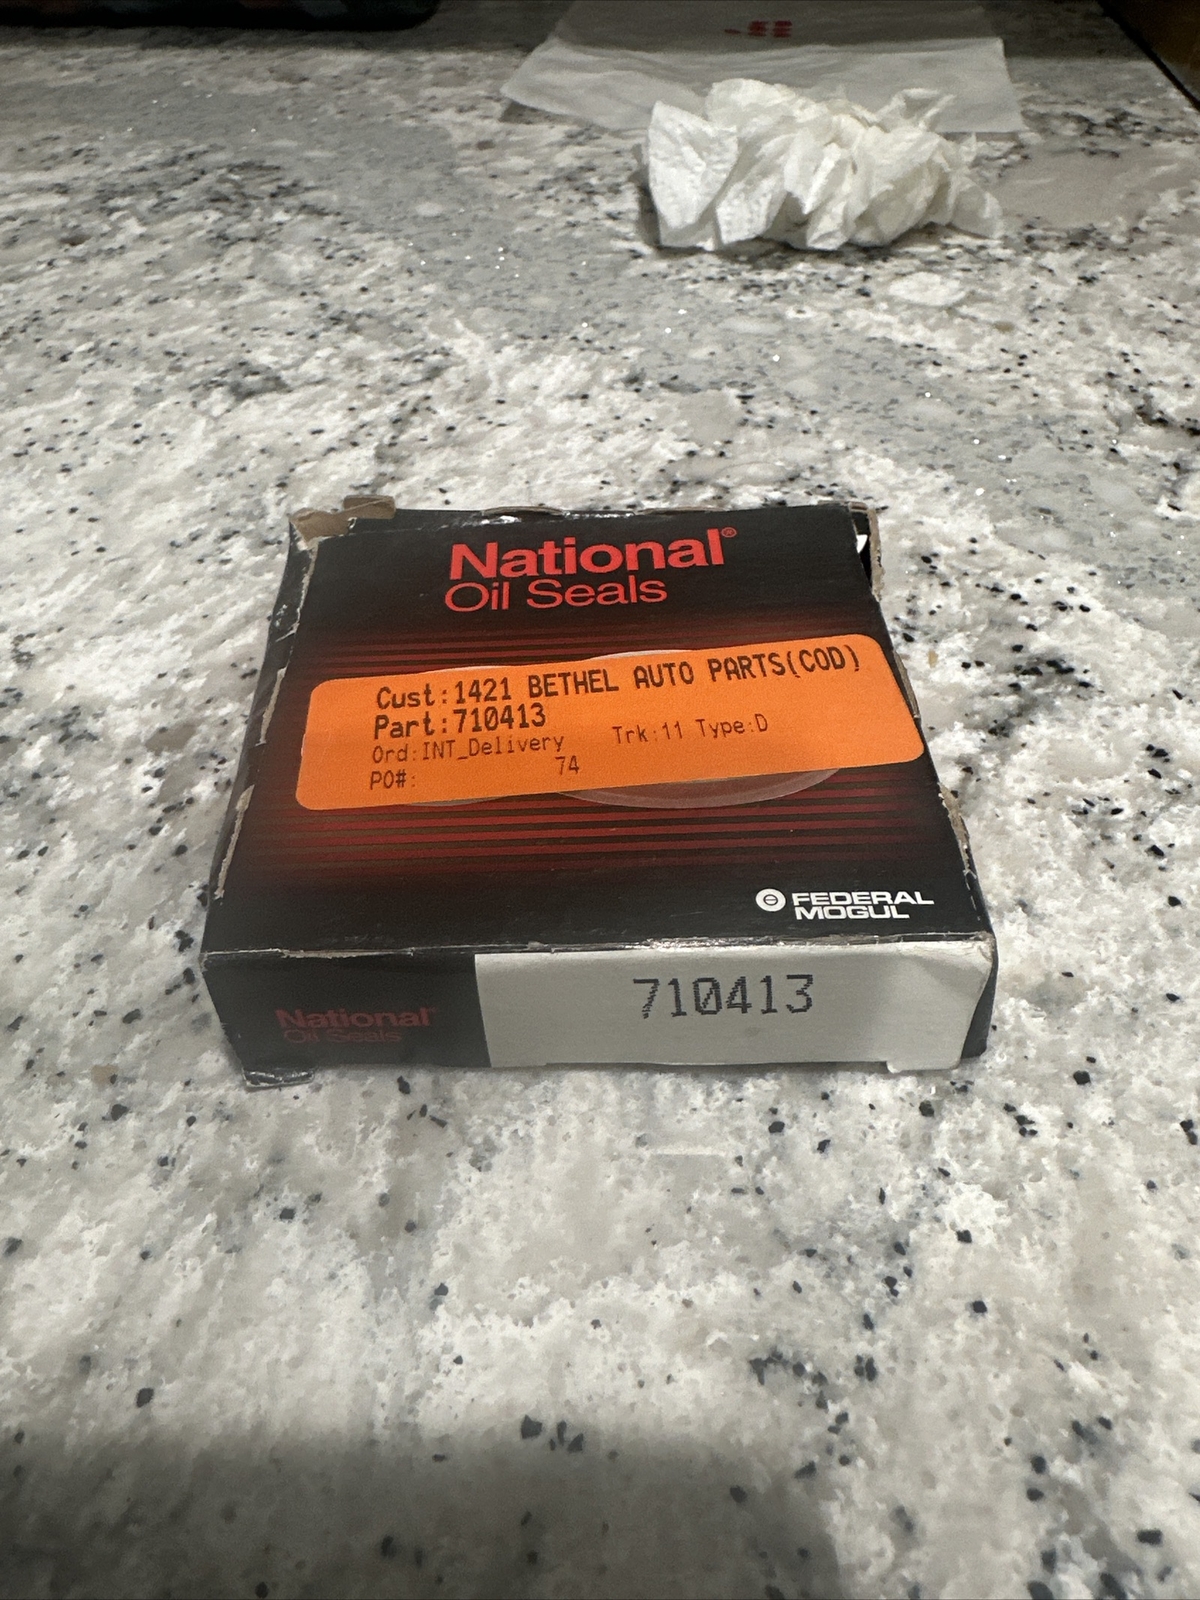 National®
Oil Seals
Cust:1421 BETHEL AUTO PARTS(COD)
Part:710413
Ord:INT_Delivery Trk:11 Type:D
PO#: 74
FEDERAL
MOGUL
National
Oil Seals
710413